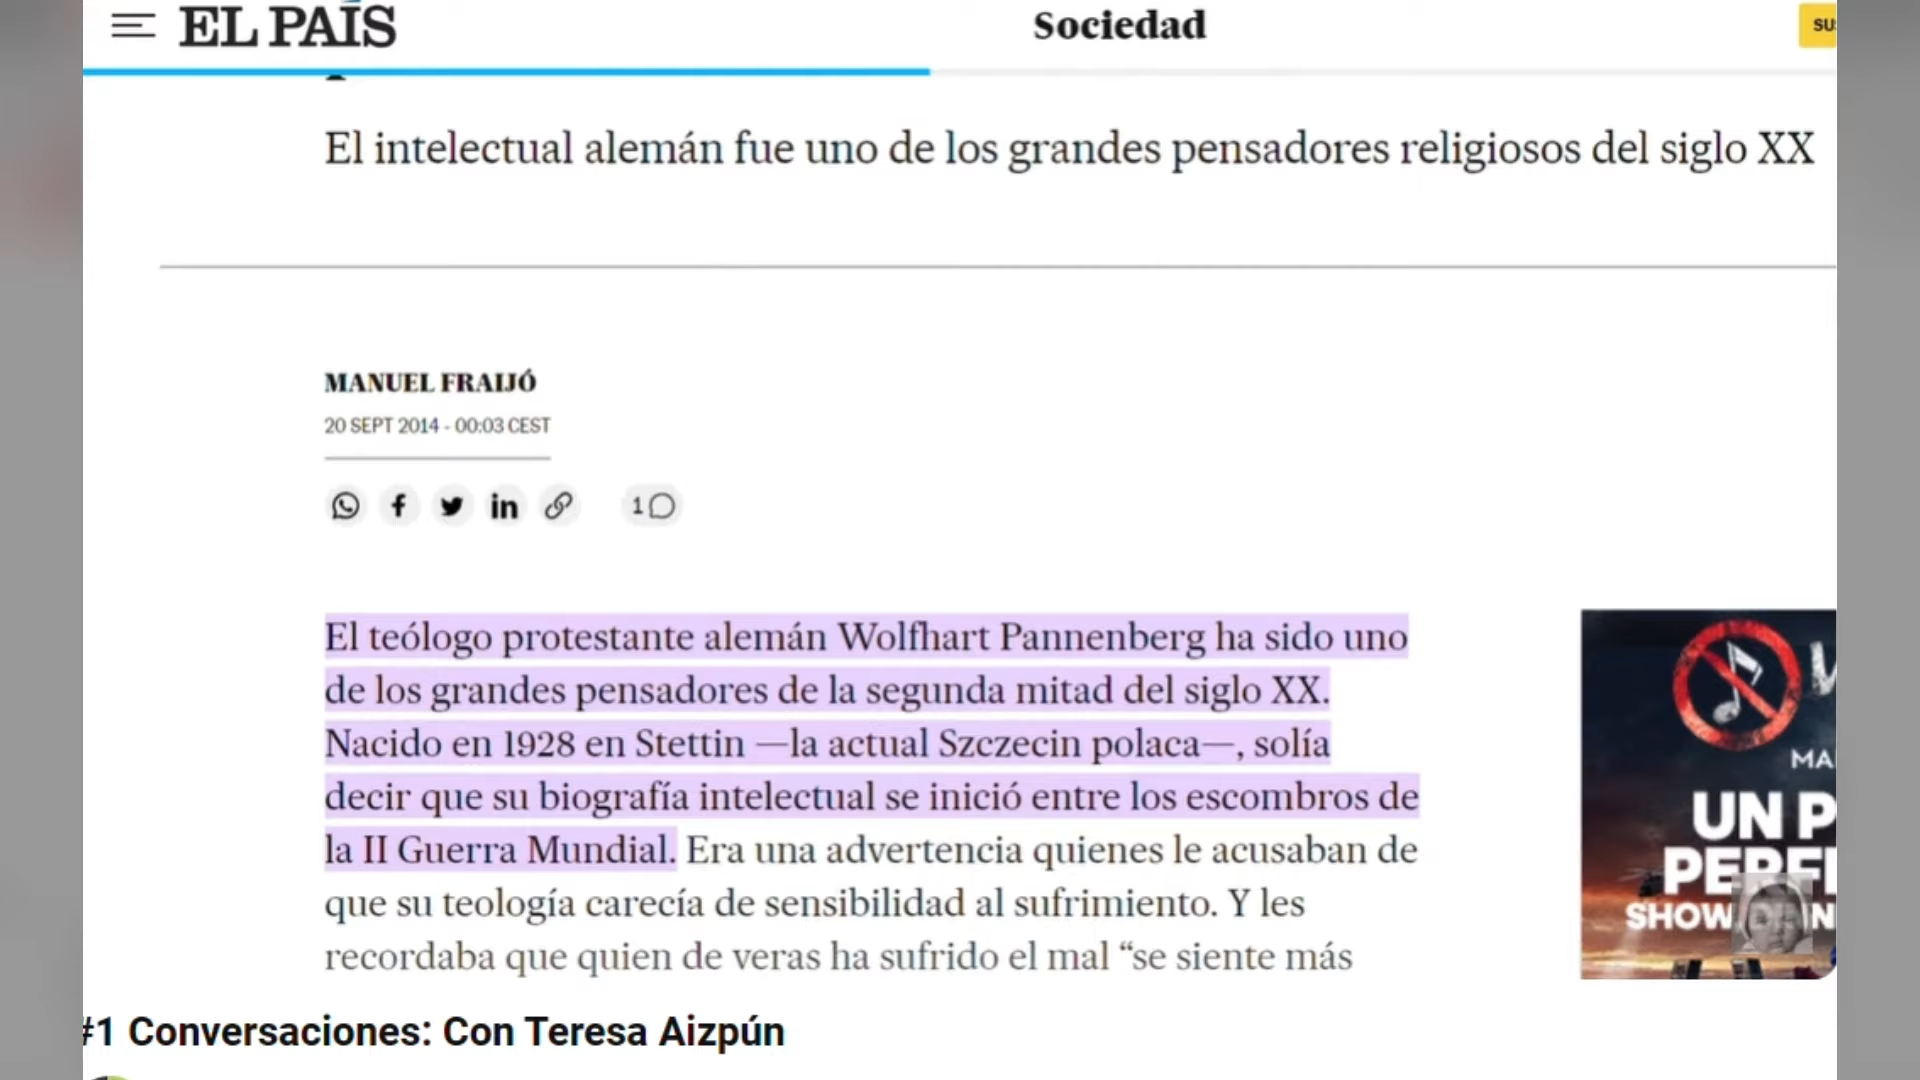 EL PAÍS
Sociedad
El intelectual alemán fue uno de los grandes pensadores religiosos del siglo XX
MANUEL FRAIJÓ
20 SEPT 2014 - 00:03 CEST
1
El teólogo protestante alemán Wolfhart Pannenberg ha sido uno
de los grandes pensadores de la segunda mitad del siglo XX.
Nacido en 1928 en Stettin —la actual Szczecin polaca—, solía
decir que su biografía intelectual se inició entre los escombros de
la II Guerra Mundial. Era una advertencia quienes le acusaban de
que su teología carecía de sensibilidad al sufrimiento. Y les
recordaba que quien de veras ha sufrido el mal “se siente más
UN P
SHOW
#1 Conversaciones: Con Teresa Aizpún